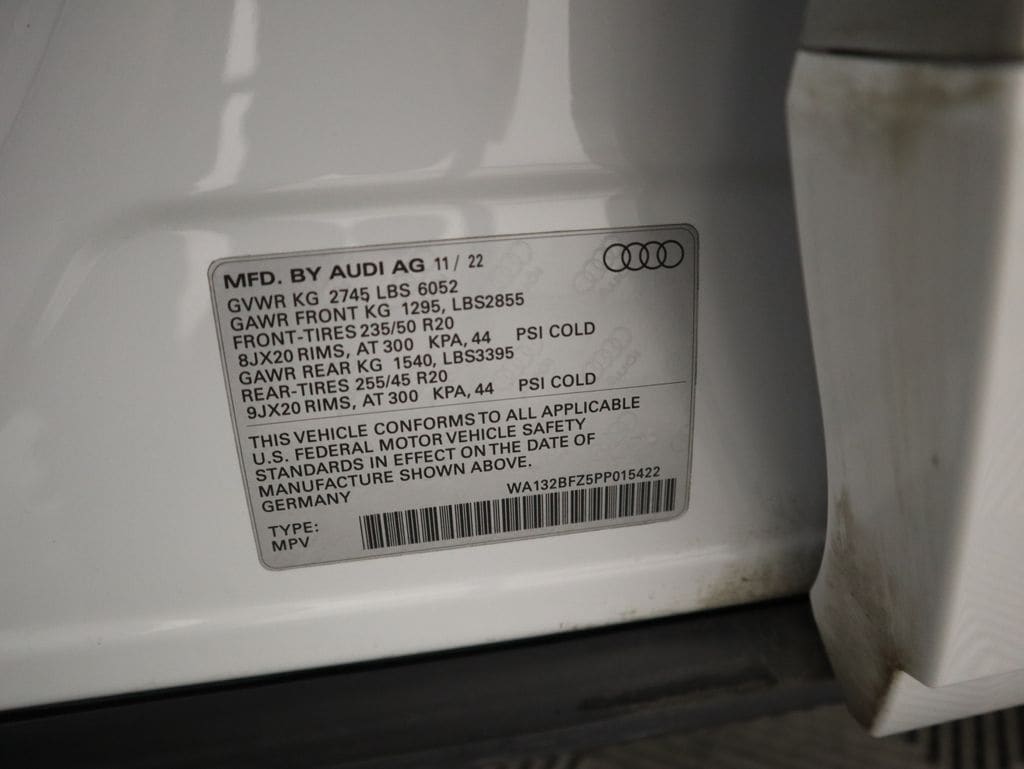 MFD. BY AUDI AG 11/ 22
GVWR KG 2745 LBS 6052
GAWR FRONT KG 1295, LBS2855
FRONT-TIRES 235/50 R20
8JX20 RIMS, AT 300 KPA, 44 PSI COLD
GAWR REAR KG 1540, LBS3395
REAR-TIRES 255/45 R20
9JX20 RIMS, AT 300 KPA, 44 PSI COLD
THIS VEHICLE CONFORMS TO ALL APPLICABLE
U.S. FEDERAL MOTOR VEHICLE SAFETY
STANDARDS IN EFFECT ON THE DATE OF
MANUFACTURE SHOWN ABOVE.
GERMANY
WA132BFZ5PP015422
TYPE:
MPV